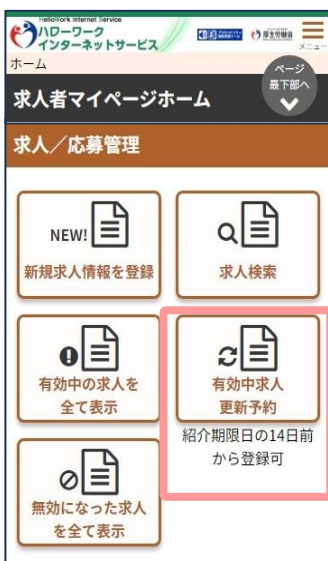 HelloWork Internet Service
ハローワーク
インターネットサービス
厚生労働省
メニュー
ホーム
ページ
最下部へ
求人者マイページホーム
求人／応募管理
NEW!
新規求人情報を登録
求人検索
有効中の求人を
全て表示
有効中求人
更新予約
紹介期限日の14日前
から登録可
無効になった求人
を全て表示